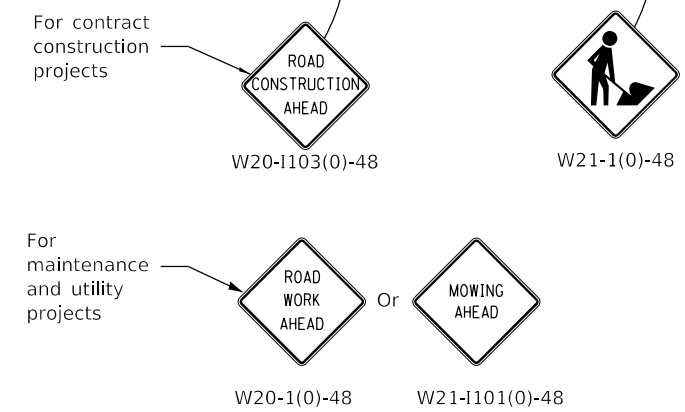 For contract
construction
projects
ROAD
CONSTRUCTION
AHEAD
W20-I103(0)-48
W21-1(0)-48
For
maintenance
and utility
projects
ROAD
WORK
AHEAD
Or
MOWING
AHEAD
W20-1(0)-48
W21-I101(0)-48